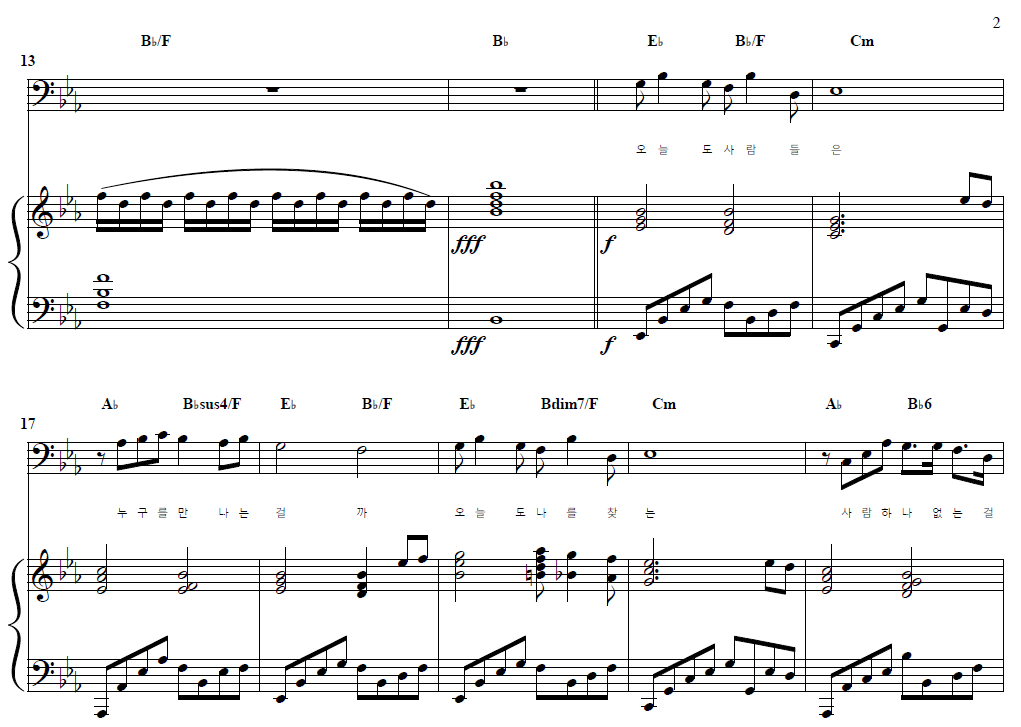 2
B♭/F B♭ E♭ B♭/F Cm
13
오 늘 도 사 람 들 은
fff f
fff f
A♭ B♭sus4/F E♭ B♭/F E♭ Bdim7/F Cm A♭ B♭6
17
누 구 를 만 나 는 걸 까 오 늘 도 나 를 찾 는 사 람 하 나 없 는 걸